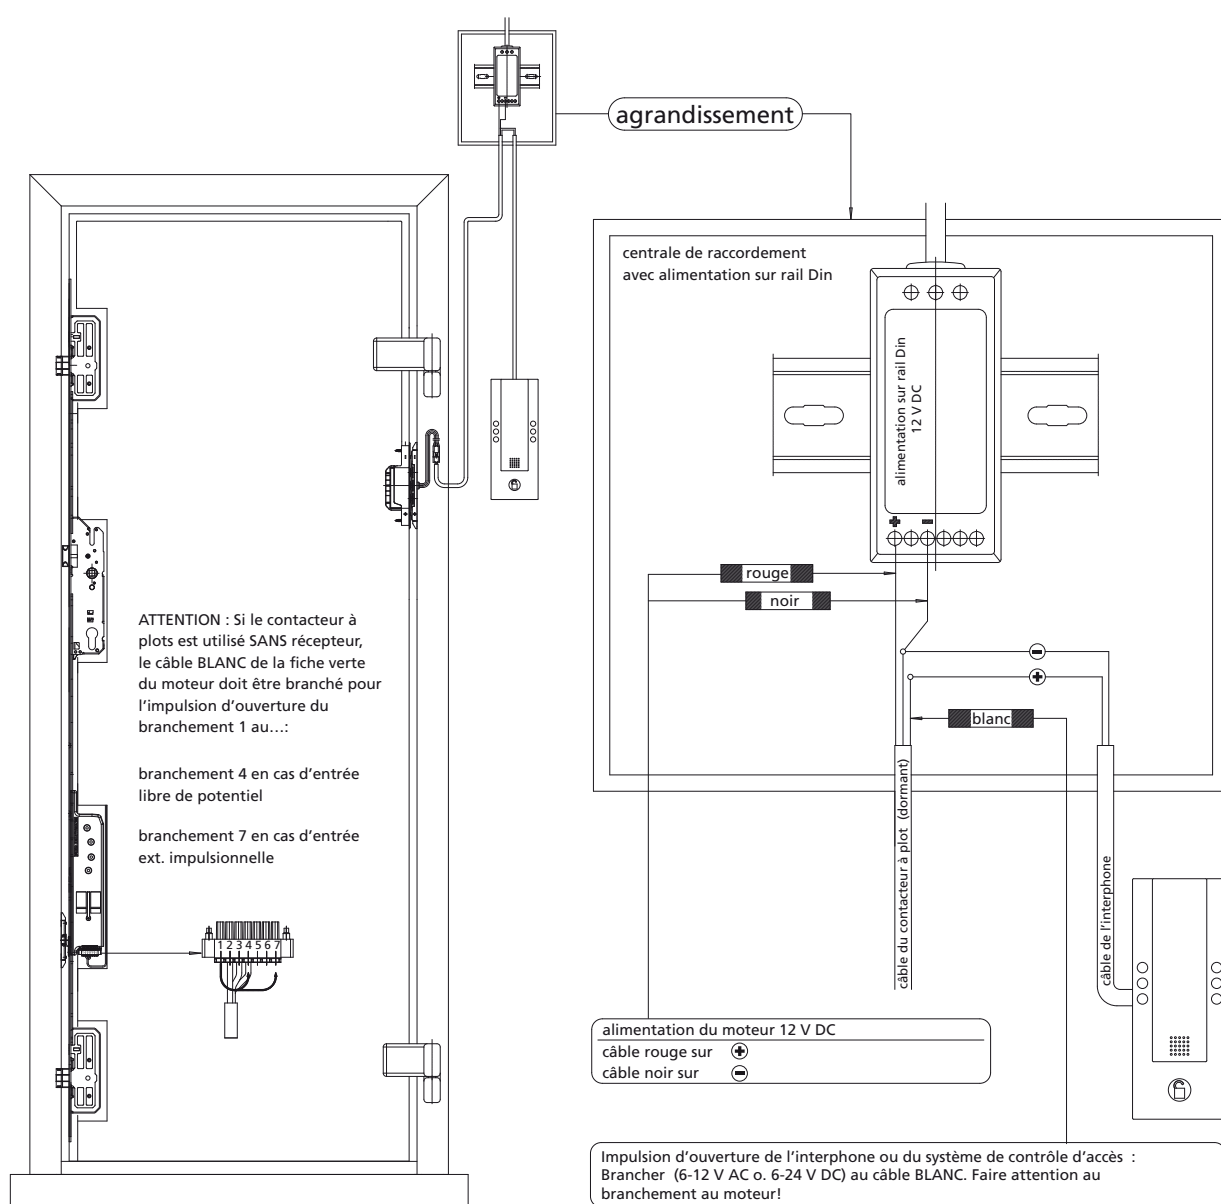 agrandissement
centrale de raccordement
avec alimentation sur rail Din
alimentation sur rail Din
12 V DC
rouge
noir
blanc
ATTENTION : Si le contacteur à
plots est utilisé SANS récepteur,
le câble BLANC de la fiche verte
du moteur doit être branché pour
l’impulsion d’ouverture du
branchement 1 au…:
branchement 4 en cas d’entrée
libre de potentiel
branchement 7 en cas d’entrée
ext. impulsionnelle
1 2 3 4 5 6 7
câble du contacteur à plot (dormant)
câble de l’interphone
alimentation du moteur 12 V DC
câble rouge sur +
câble noir sur −
Impulsion d’ouverture de l’interphone ou du système de contrôle d’accès :
Brancher (6-12 V AC o. 6-24 V DC) au câble BLANC. Faire attention au
branchement au moteur!